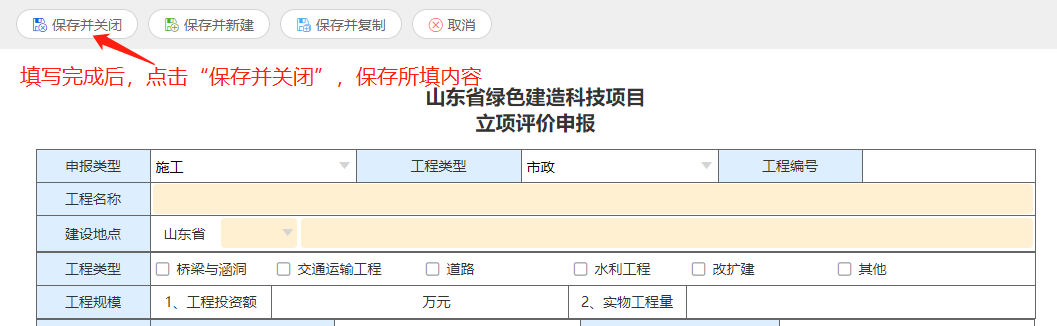 保存并关闭 保存并新建 保存并复制 取消
填写完成后，点击“保存并关闭”，保存所填内容
山东省绿色建造科技项目
立项评价申报
申报类型 施工 工程类型 市政 工程编号
工程名称
建设地点 山东省
工程类型 桥梁与涵洞 交通运输工程 道路 水利工程 改扩建 其他
工程规模 1、工程投资额 万元 2、实物工程量